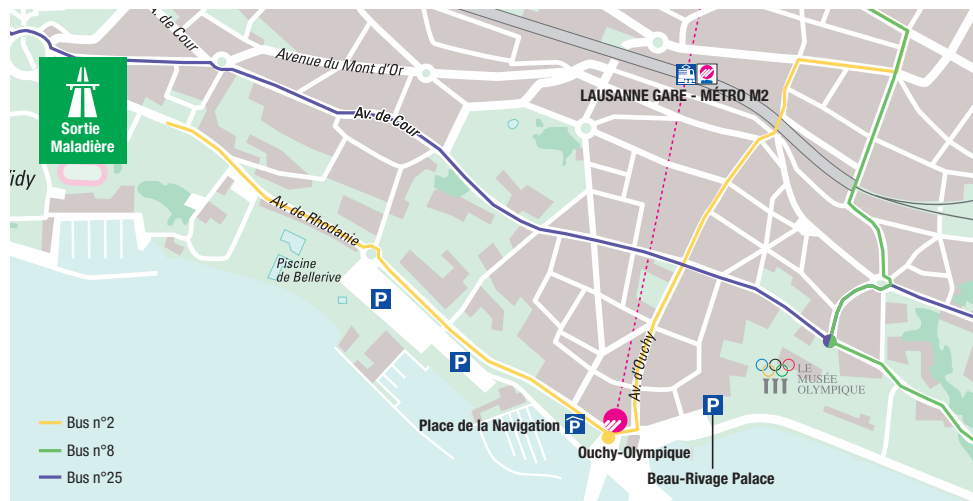 Av. de Cour
Avenue du Mont d'Or
Sortie
Maladière
LAUSANNE GARE - MÉTRO M2
Av. de Cour
Vidy
Av. de Rhodanie
Piscine
de Bellerive
P
P
Av. d'Ouchy
LE
MUSÉE
OLYMPIQUE
P
Place de la Navigation
P
Ouchy-Olympique
Beau-Rivage Palace
Bus n°2
Bus n°8
Bus n°25